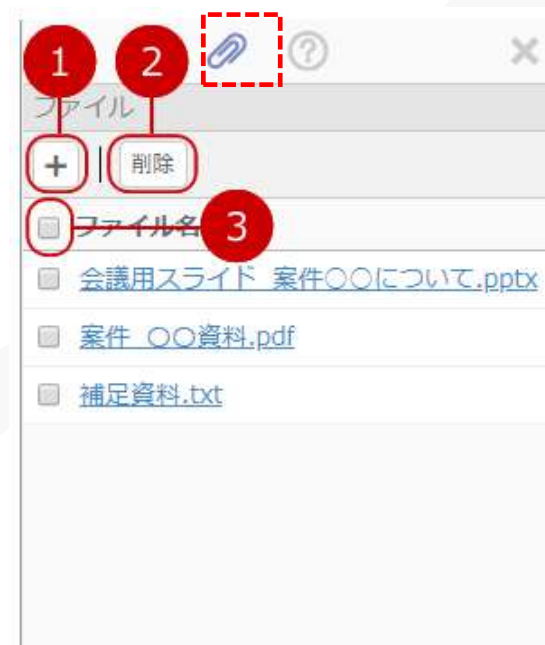 1 2
?
ファイル
+ 削除
ファイル名 3
会議用スライド_案件○○について.pptx
案件_○○資料.pdf
補足資料.txt